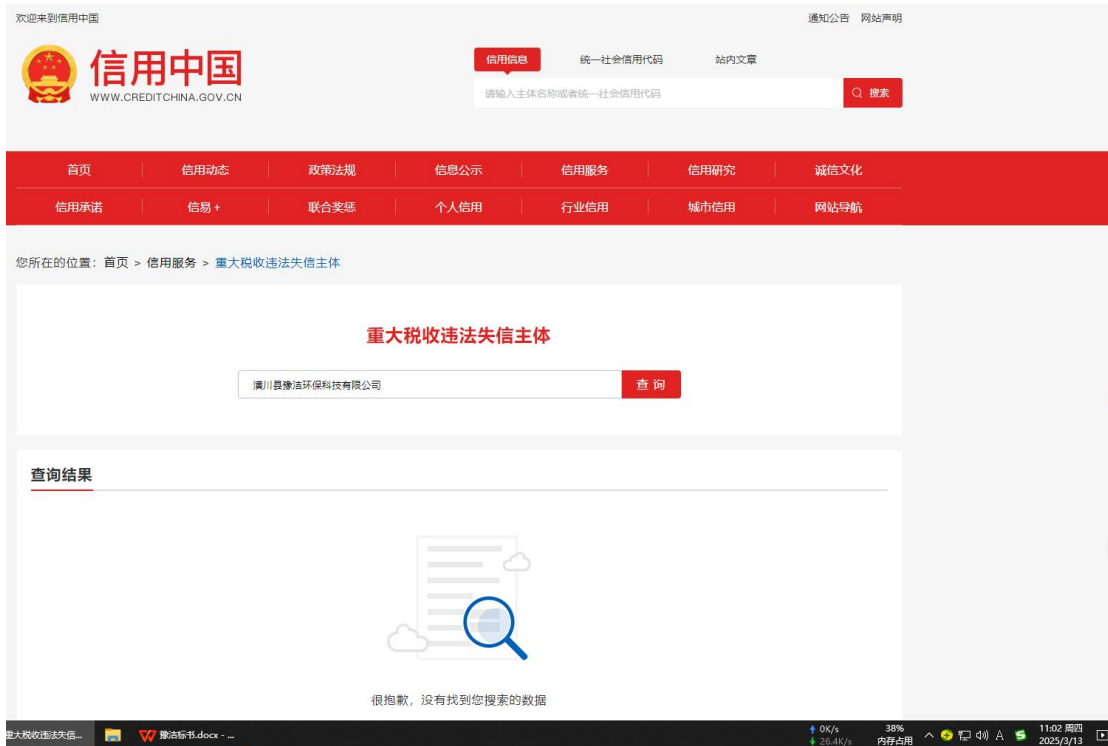 欢迎来到信用中国
通知公告 网站声明
信用中国
WWW.CREDITCHINA.GOV.CN
信用信息 统一社会信用代码 站内文章
请输入主体名称或者统一社会信用代码
搜索
首页 信用动态 政策法规 信息公示 信用服务 信用研究 诚信文化
信用承诺 信易+ 联合奖惩 个人信用 行业信用 城市信用 网站导航
您所在的位置：首页 > 信用服务 > 重大税收违法失信主体
重大税收违法失信主体
潢川县豫洁环保科技有限公司
查询
查询结果
很抱歉，没有找到您搜索的数据
重大税收违法失信... 豫洁标书.docx - ... 0K/s 38% A 11:02 周四
26.4K/s 内存占用 2025/3/13